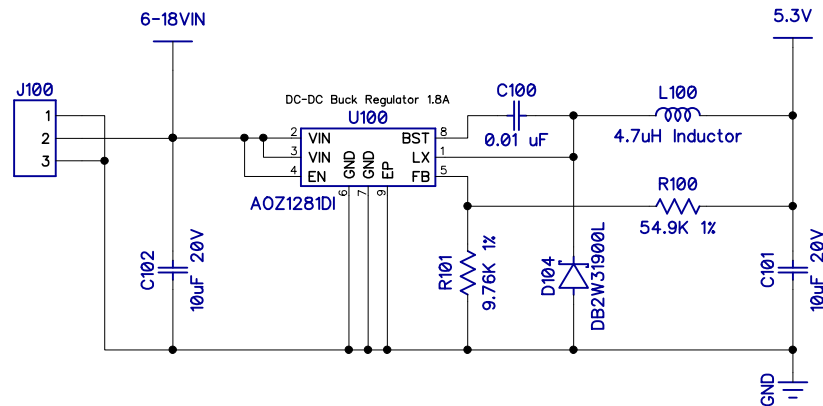 5.3V
6-18VIN
J100
1
2
3
DC-DC Buck Regulator 1.8A
U100
2 VIN
3 VIN
4 EN
BST 8
LX 1
FB 5
GND GND EP
6 7 9
AOZ1281DI
C100
0.01 uF
L100
4.7uH Inductor
R100
54.9K 1%
C102
10uF 20V
R101
9.76K 1%
D104
DB2W31900L
C101
10uF 20V
GND